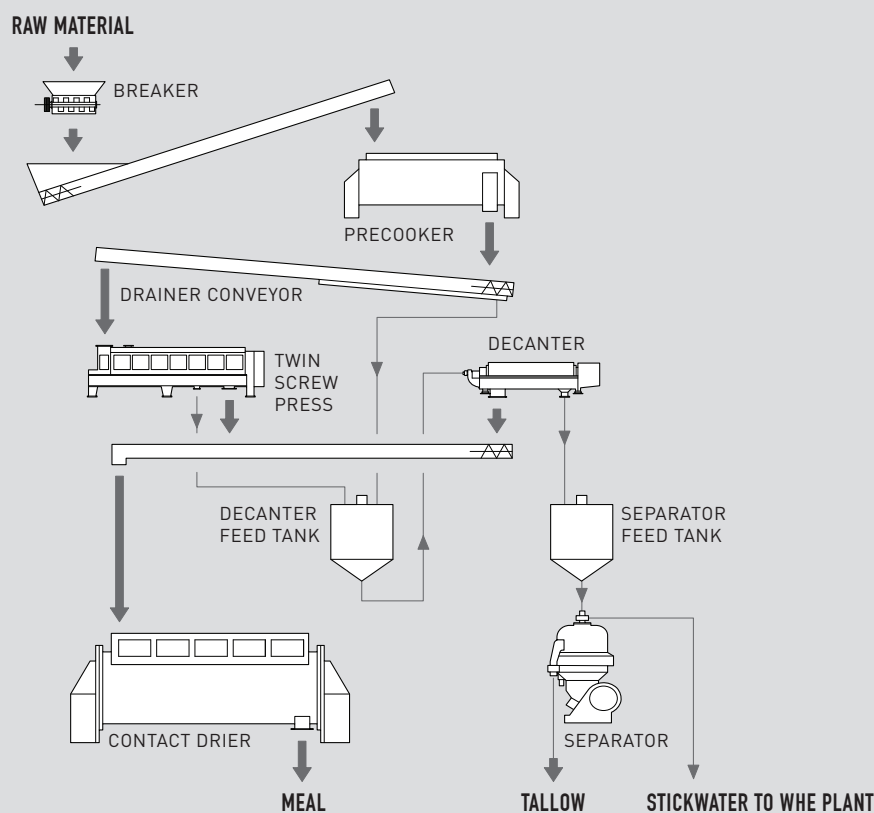 RAW MATERIAL
BREAKER
PRECOOKER
DRAINER CONVEYOR
DECANTER
TWIN
SCREW
PRESS
DECANTER
FEED TANK
SEPARATOR
FEED TANK
CONTACT DRIER
SEPARATOR
MEAL
TALLOW
STICKWATER TO WHE PLANT